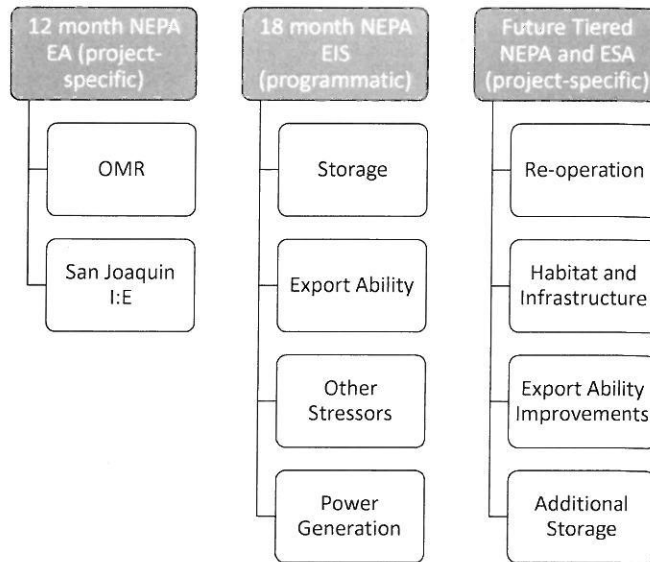 12 month NEPA
EA (project-
specific)
OMR
San Joaquin
I:E
18 month NEPA
EIS
(programmatic)
Storage
Export Ability
Other
Stressors
Power
Generation
Future Tiered
NEPA and ESA
(project-specific)
Re-operation
Habitat and
Infrastructure
Export Ability
Improvements
Additional
Storage